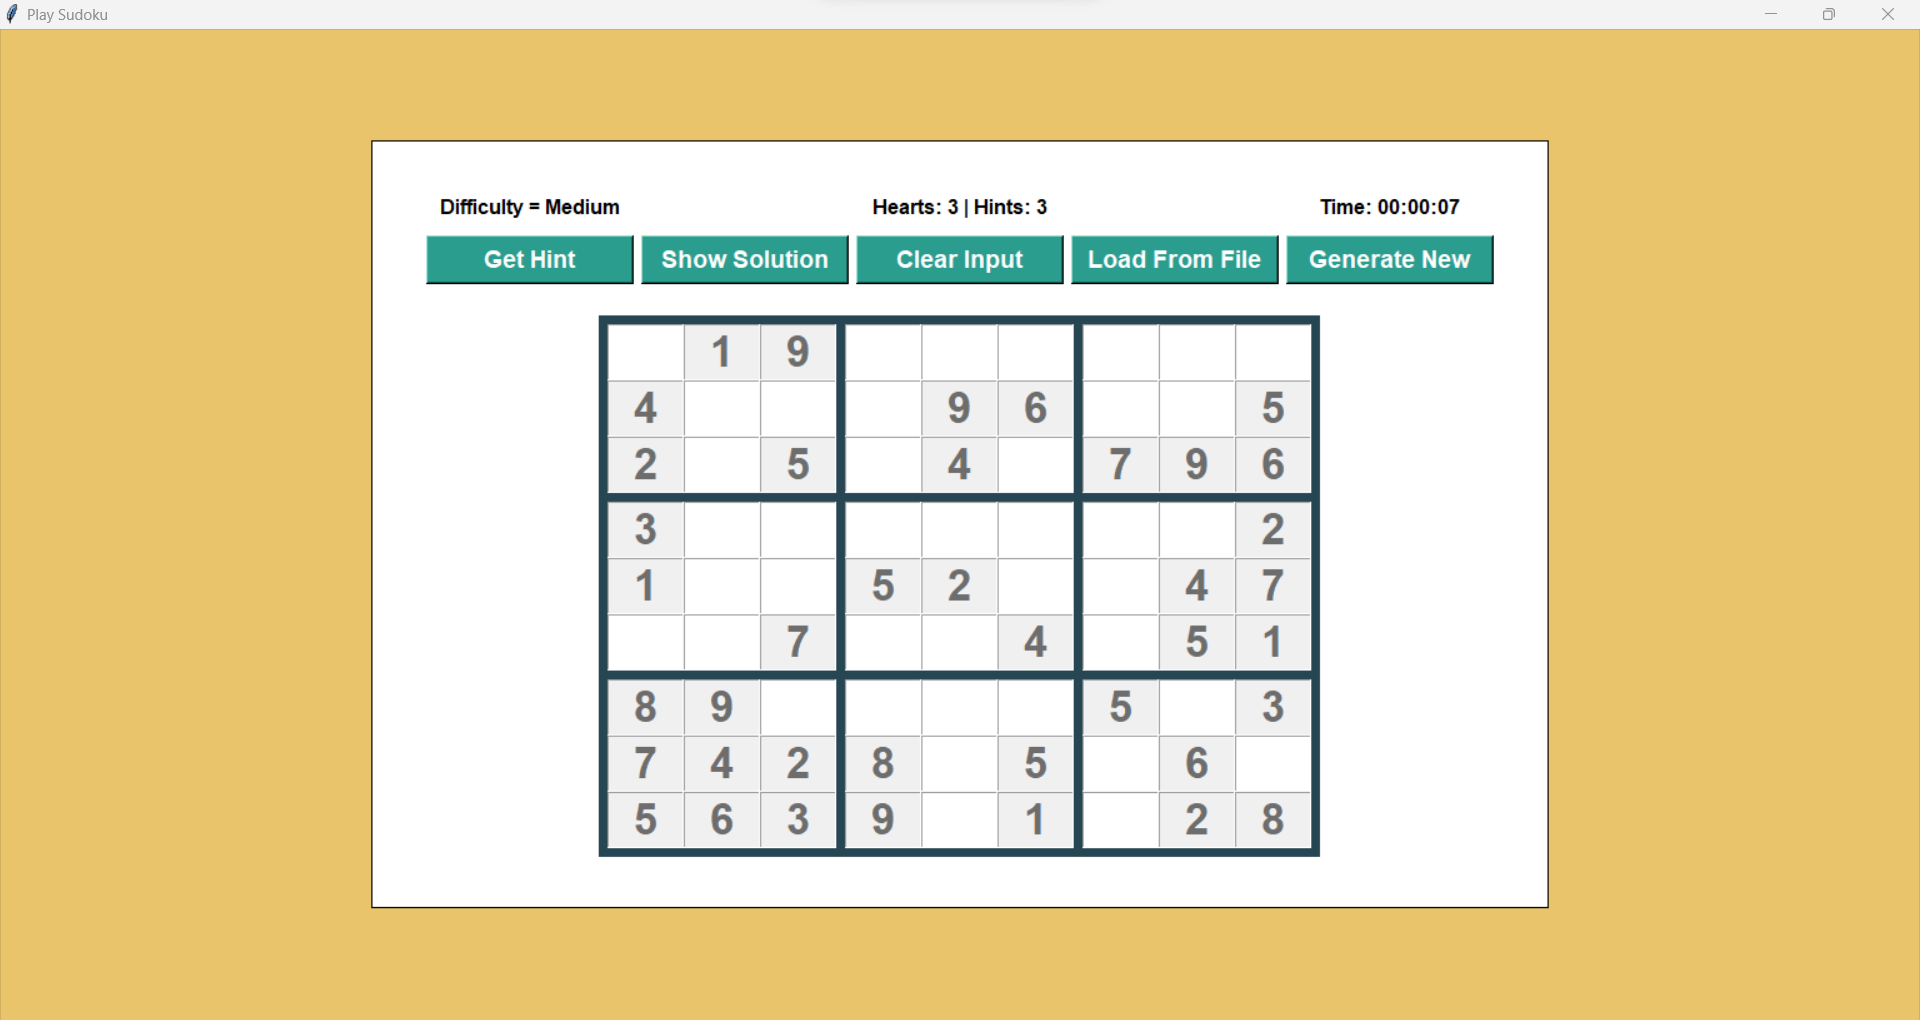 Play Sudoku
Difficulty = Medium Hearts: 3 | Hints: 3 Time: 00:00:07
Get Hint Show Solution Clear Input Load From File Generate New
1 9
4 9 6 5
2 5 4 7 9 6
3 2
1 5 2 4 7
7 4 5 1
8 9 5 3
7 4 2 8 5 6
5 6 3 9 1 2 8